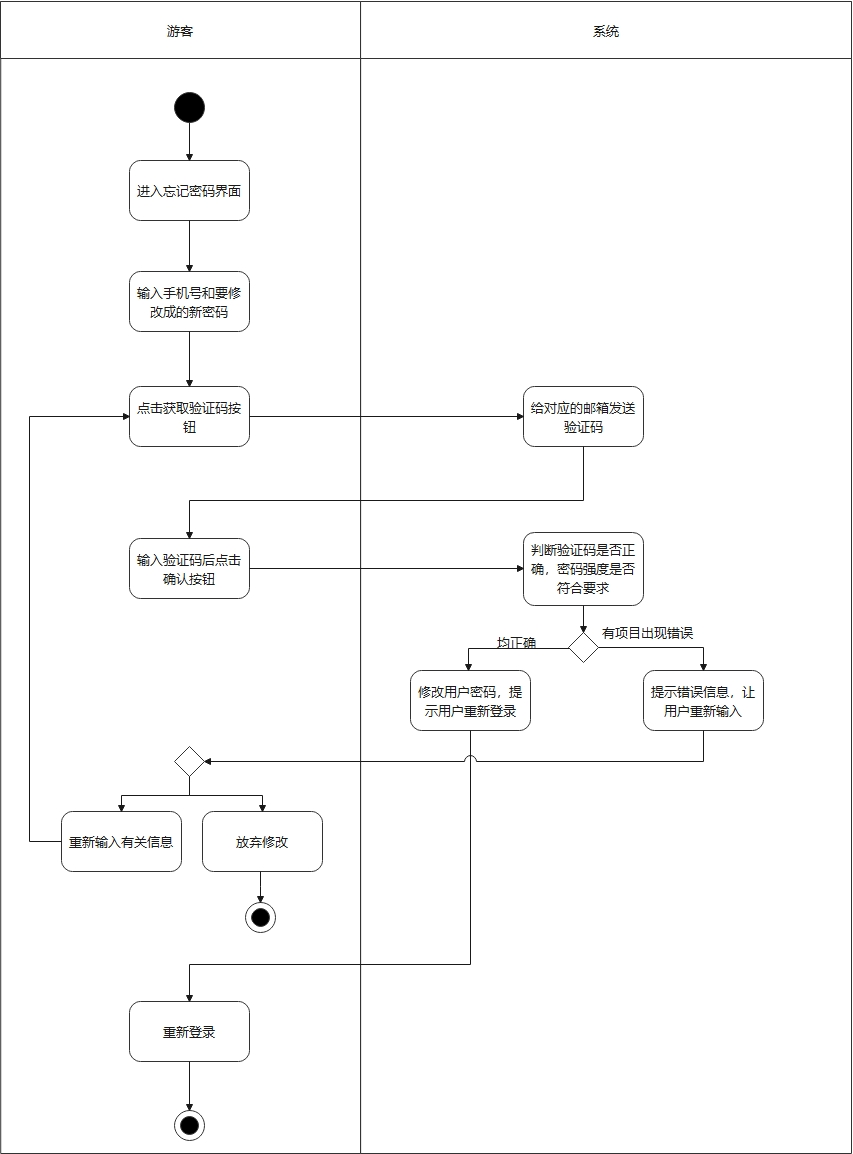 游客
系统
进入忘记密码界面
输入手机号和要修
改成的新密码
点击获取验证码按
钮
给对应的邮箱发送
验证码
输入验证码后点击
确认按钮
判断验证码是否正
确，密码强度是否
符合要求
均正确
有项目出现错误
修改用户密码，提
示用户重新登录
提示错误信息，让
用户重新输入
重新输入有关信息
放弃修改
重新登录